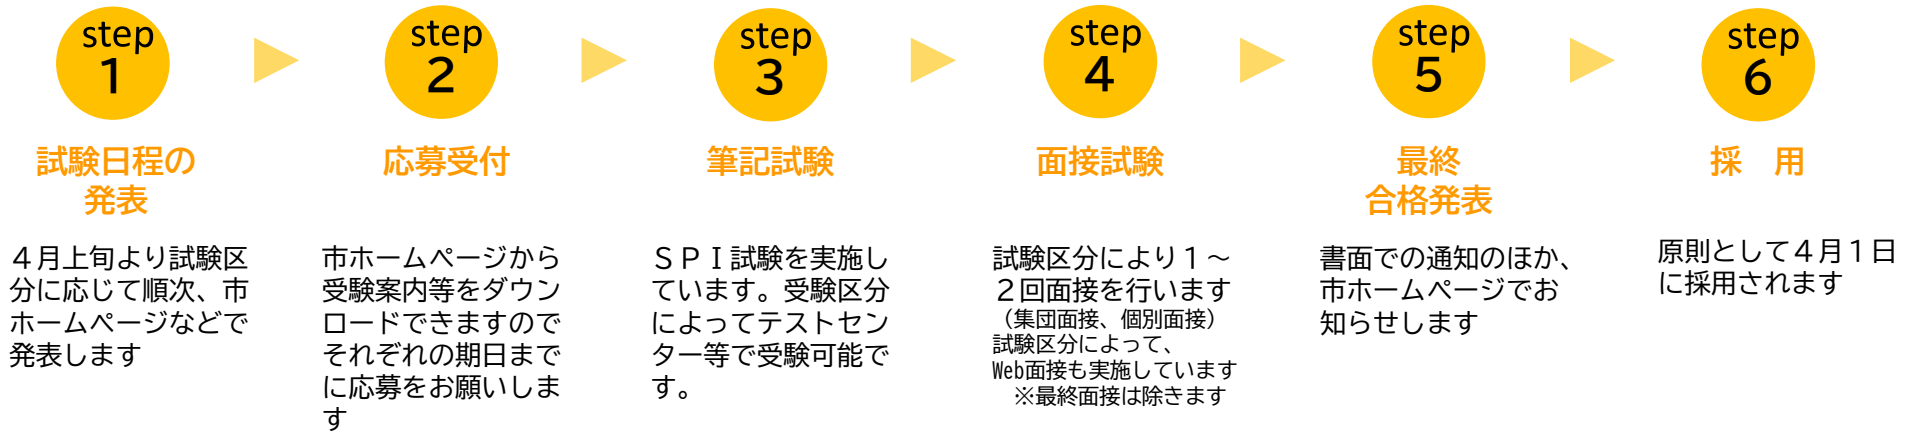 step
1
試験日程の
発表
４月上旬より試験区
分に応じて順次、市
ホームページなどで
発表します
step
2
応募受付
市ホームページから
受験案内等をダウン
ロードできますので
それぞれの期日まで
に応募をお願いしま
す
step
3
筆記試験
ＳＰＩ試験を実施し
ています。受験区分
によってテストセン
ター等で受験可能で
す。
step
4
面接試験
試験区分により１～
２回面接を行います
（集団面接、個別面接）
試験区分によって、
Web面接も実施しています
※最終面接は除きます
step
5
最終
合格発表
書面での通知のほか、
市ホームページでお
知らせします
step
6
採　用
原則として４月１日
に採用されます